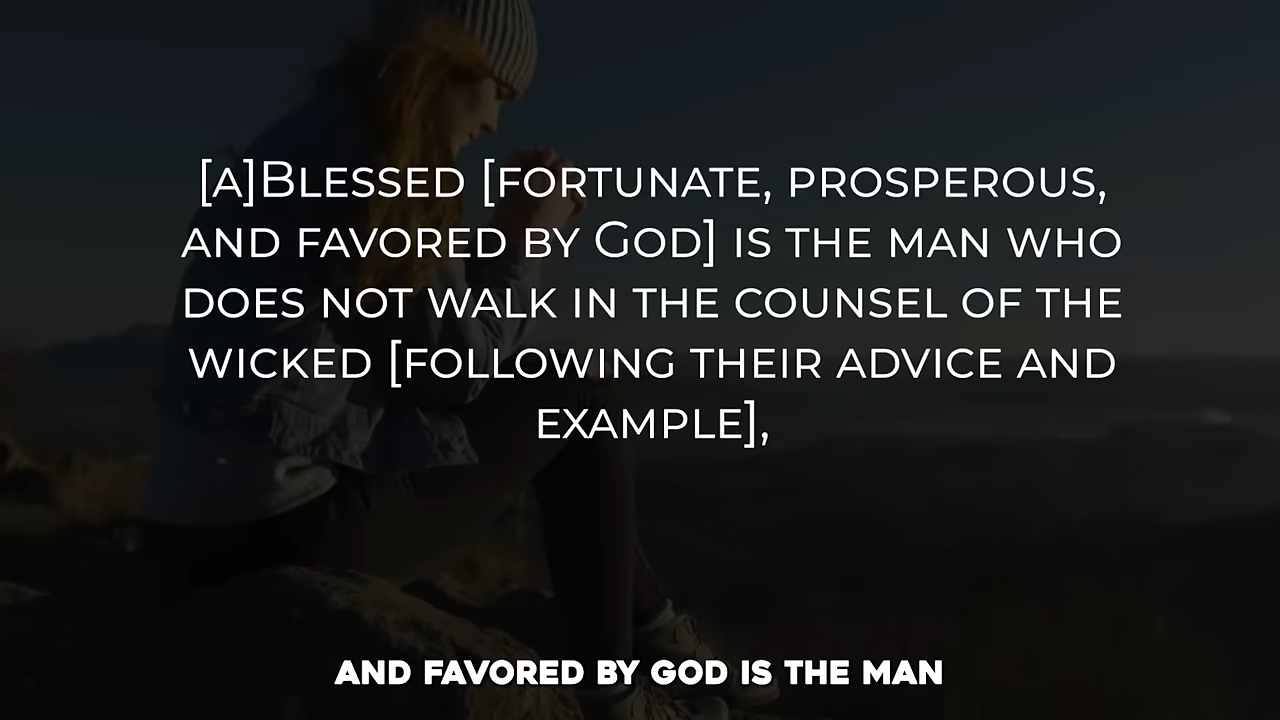 [A]Blessed [fortunate, prosperous,
and favored by God] is the man who
does not walk in the counsel of the
wicked [following their advice and
example],
AND FAVORED BY GOD IS THE MAN